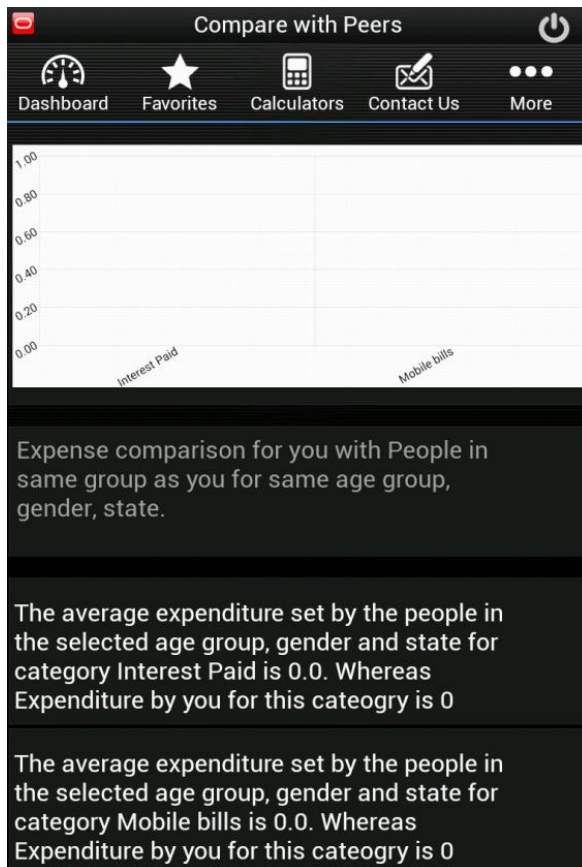 Compare with Peers
Dashboard Favorites Calculators Contact Us More
1.00
0.80
0.60
0.40
0.20
0.00
Interest Paid Mobile bills
Expense comparison for you with People in
same group as you for same age group,
gender, state.
The average expenditure set by the people in
the selected age group, gender and state for
category Interest Paid is 0.0. Whereas
Expenditure by you for this cateogry is 0
The average expenditure set by the people in
the selected age group, gender and state for
category Mobile bills is 0.0. Whereas
Expenditure by you for this cateogry is 0